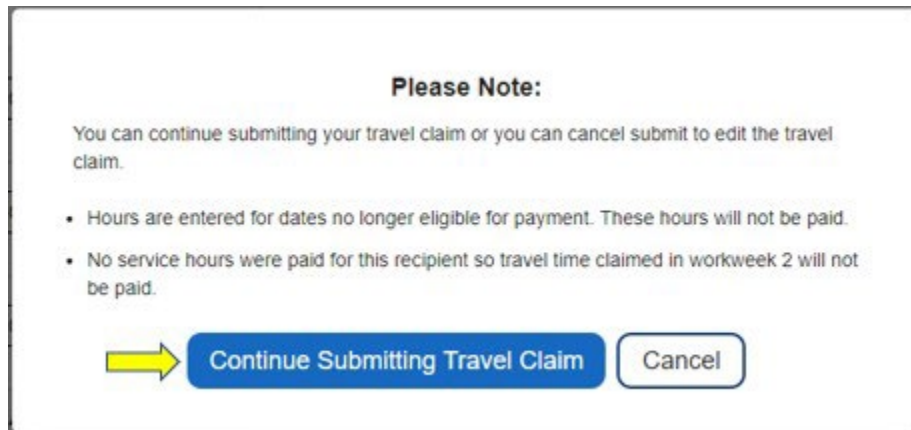 Please Note:
You can continue submitting your travel claim or you can cancel submit to edit the travel
claim.
• Hours are entered for dates no longer eligible for payment. These hours will not be paid.
• No service hours were paid for this recipient so travel time claimed in workweek 2 will not
be paid.
Continue Submitting Travel Claim
Cancel